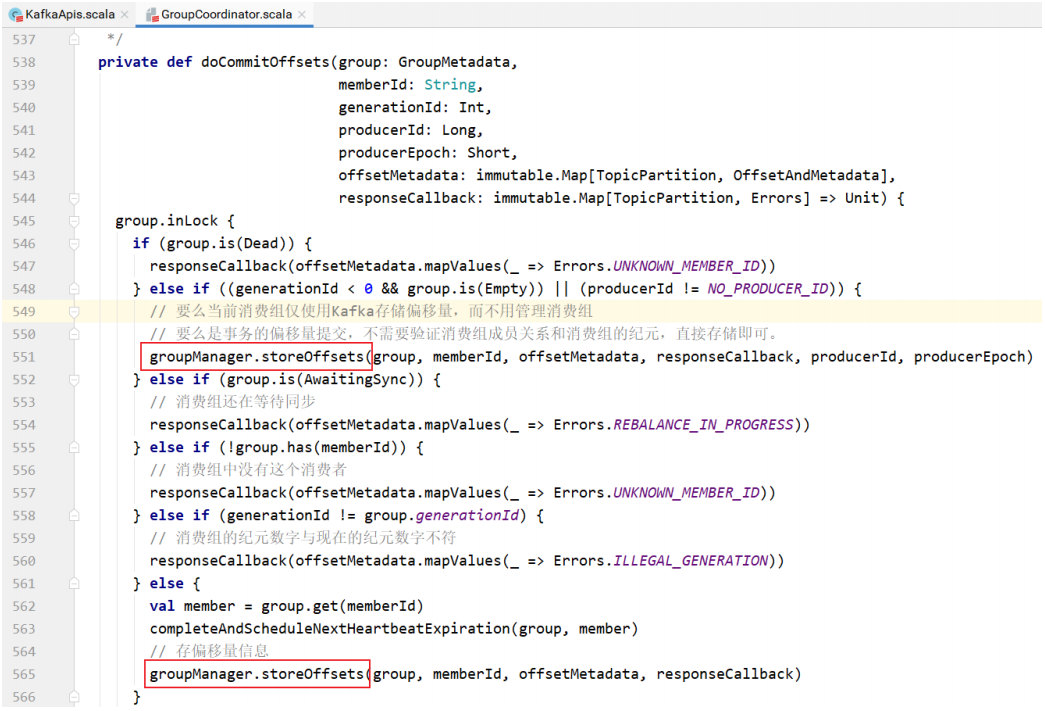 KafkaApis.scala × GroupCoordinator.scala ×
537 */
538 private def doCommitOffsets(group: GroupMetadata,
539 memberId: String,
540 generationId: Int,
541 producerId: Long,
542 producerEpoch: Short,
543 offsetMetadata: immutable.Map[TopicPartition, OffsetAndMetadata],
544 responseCallback: immutable.Map[TopicPartition, Errors] => Unit) {
545 group.inLock {
546 if (group.is(Dead)) {
547 responseCallback(offsetMetadata.mapValues(_ => Errors.UNKNOWN_MEMBER_ID))
548 } else if ((generationId < 0 && group.is(Empty)) || (producerId != NO_PRODUCER_ID)) {
549 // 要么当前消费组仅使用Kafka存储偏移量，而不用管理消费组
550 // 要么是事务的偏移量提交，不需要验证消费组成员关系和消费组的纪元，直接存储即可。
551 groupManager.storeOffsets(group, memberId, offsetMetadata, responseCallback, producerId, producerEpoch)
552 } else if (group.is(AwaitingSync)) {
553 // 消费组还在等待同步
554 responseCallback(offsetMetadata.mapValues(_ => Errors.REBALANCE_IN_PROGRESS))
555 } else if (!group.has(memberId)) {
556 // 消费组中没有这个消费者
557 responseCallback(offsetMetadata.mapValues(_ => Errors.UNKNOWN_MEMBER_ID))
558 } else if (generationId != group.generationId) {
559 // 消费组的纪元数字与现在的纪元数字不符
560 responseCallback(offsetMetadata.mapValues(_ => Errors.ILLEGAL_GENERATION))
561 } else {
562 val member = group.get(memberId)
563 completeAndScheduleNextHeartbeatExpiration(group, member)
564 // 存偏移量信息
565 groupManager.storeOffsets(group, memberId, offsetMetadata, responseCallback)
566 }